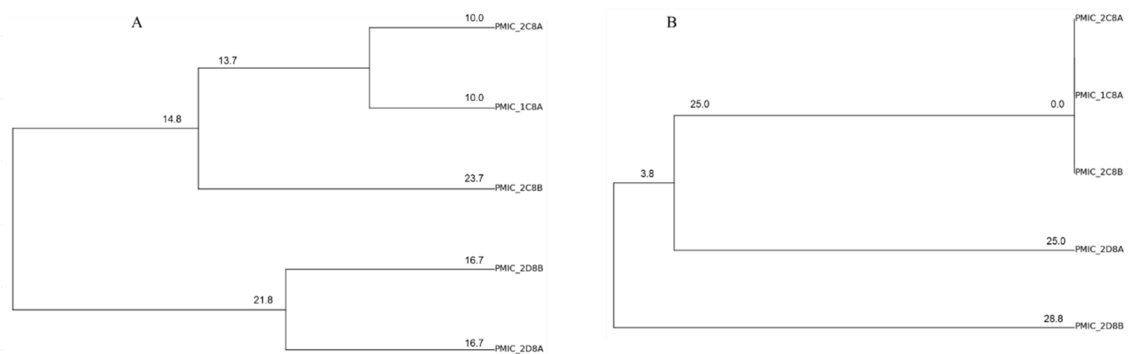 A
10.0
PMIC_2C8A
13.7
10.0
PMIC_1C8A
14.8
23.7
PMIC_2C8B
16.7
PMIC_2D8B
21.8
16.7
PMIC_2D8A
B
PMIC_2C8A
25.0
0.0
PMIC_1C8A
3.8
PMIC_2C8B
25.0
PMIC_2D8A
28.8
PMIC_2D8B